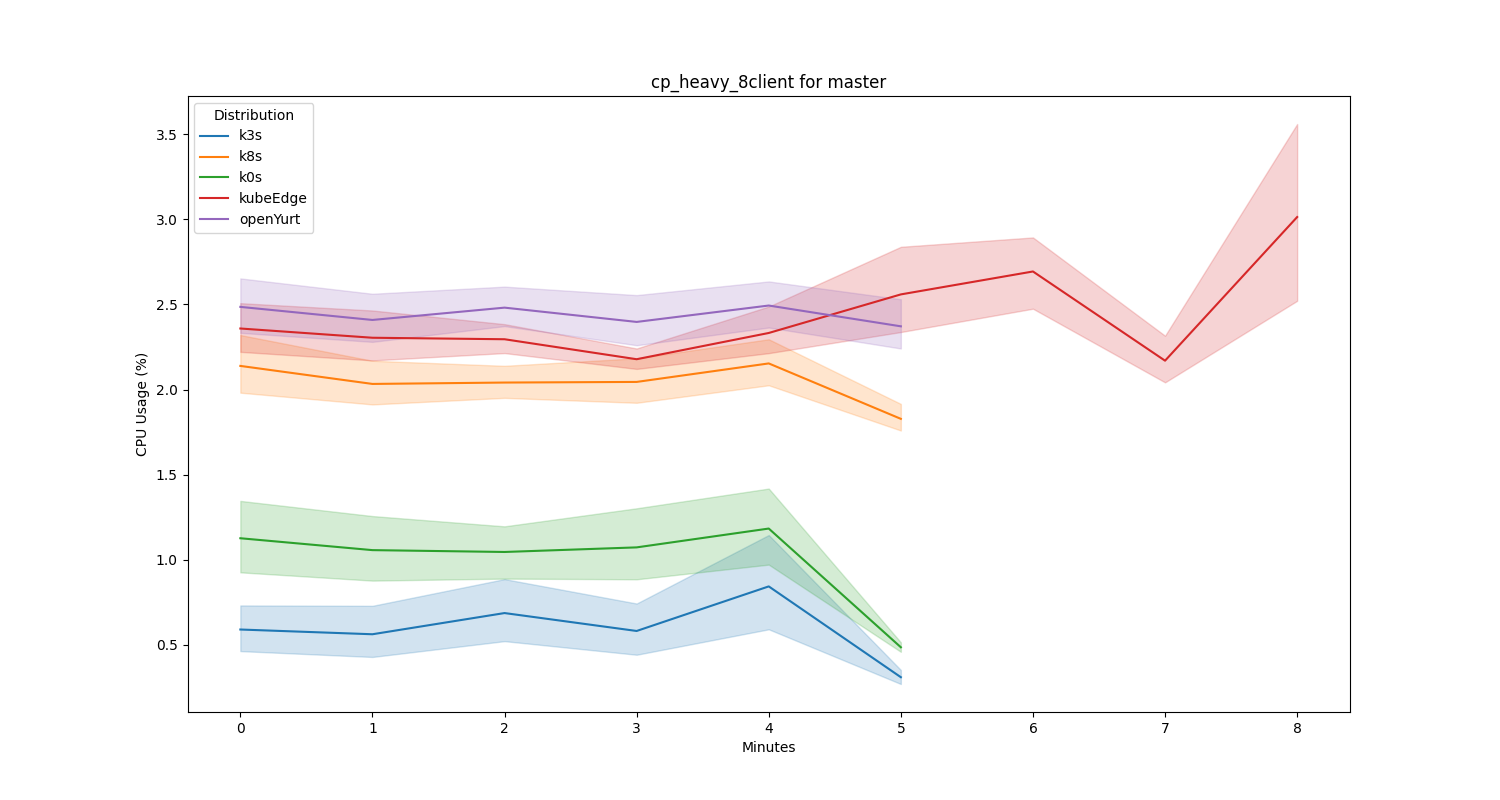 cp_heavy_8client for master
Distribution
k3s
k8s
k0s
kubeEdge
openYurt
CPU Usage (%)
3.5
3.0
2.5
2.0
1.5
1.0
0.5
0 1 2 3 4 5 6 7 8
Minutes